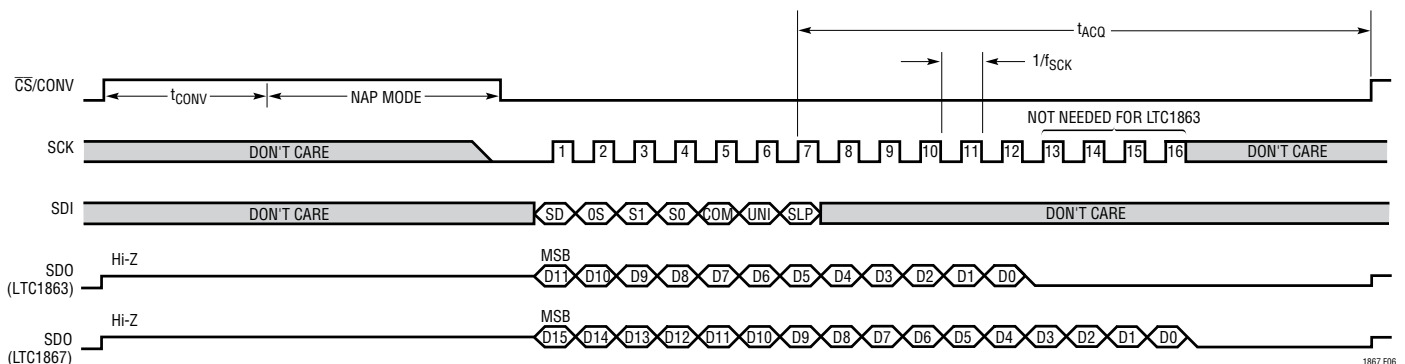 tACQ
1/fSCK
CS/CONV
tCONV
NAP MODE
NOT NEEDED FOR LTC1863
SCK
DON'T CARE
1 2 3 4 5 6 7 8 9 10 11 12 13 14 15 16
DON'T CARE
SDI
DON'T CARE
SD 0S S1 S0 COM UNI SLP
DON'T CARE
Hi-Z
MSB
SDO
(LTC1863)
D11 D10 D9 D8 D7 D6 D5 D4 D3 D2 D1 D0
Hi-Z
MSB
SDO
(LTC1867)
D15 D14 D13 D12 D11 D10 D9 D8 D7 D6 D5 D4 D3 D2 D1 D0
1867 F06